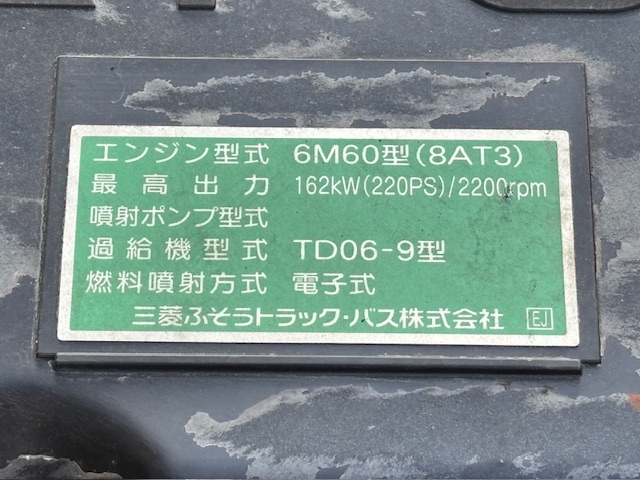 エンジン型式 6M60型(8AT3)
最高出力 162kW(220PS)/2200rpm
噴射ポンプ型式
過給機型式 TD06-9型
燃料噴射方式 電子式
三菱ふそうトラック・バス株式会社 EJ